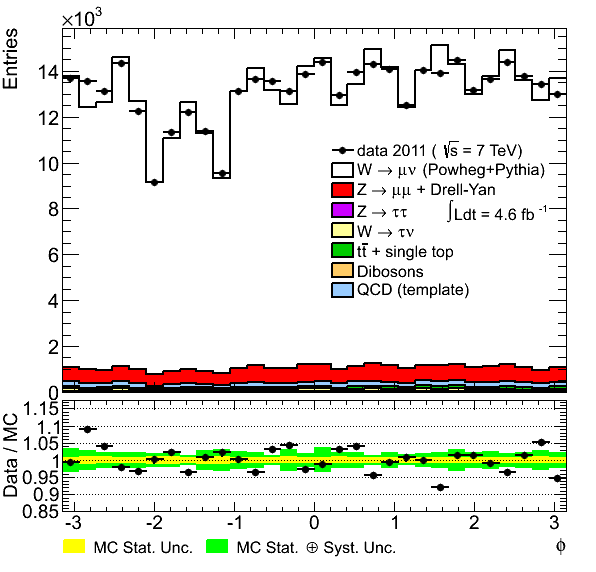 ×10³
Entries
14
12
10
8
6
4
2
0
data 2011 ( √s = 7 TeV)
W → μν (Powheg+Pythia)
Z → μμ + Drell-Yan
Z → ττ
∫Ldt = 4.6 fb⁻¹
W → τν
tt̄ + single top
Dibosons
QCD (template)
Data / MC
1.2
1.15
1.1
1.05
1
0.95
0.9
0.85
-3 -2 -1 0 1 2 3
MC Stat. Unc. MC Stat. ⊕ Syst. Unc. ϕ